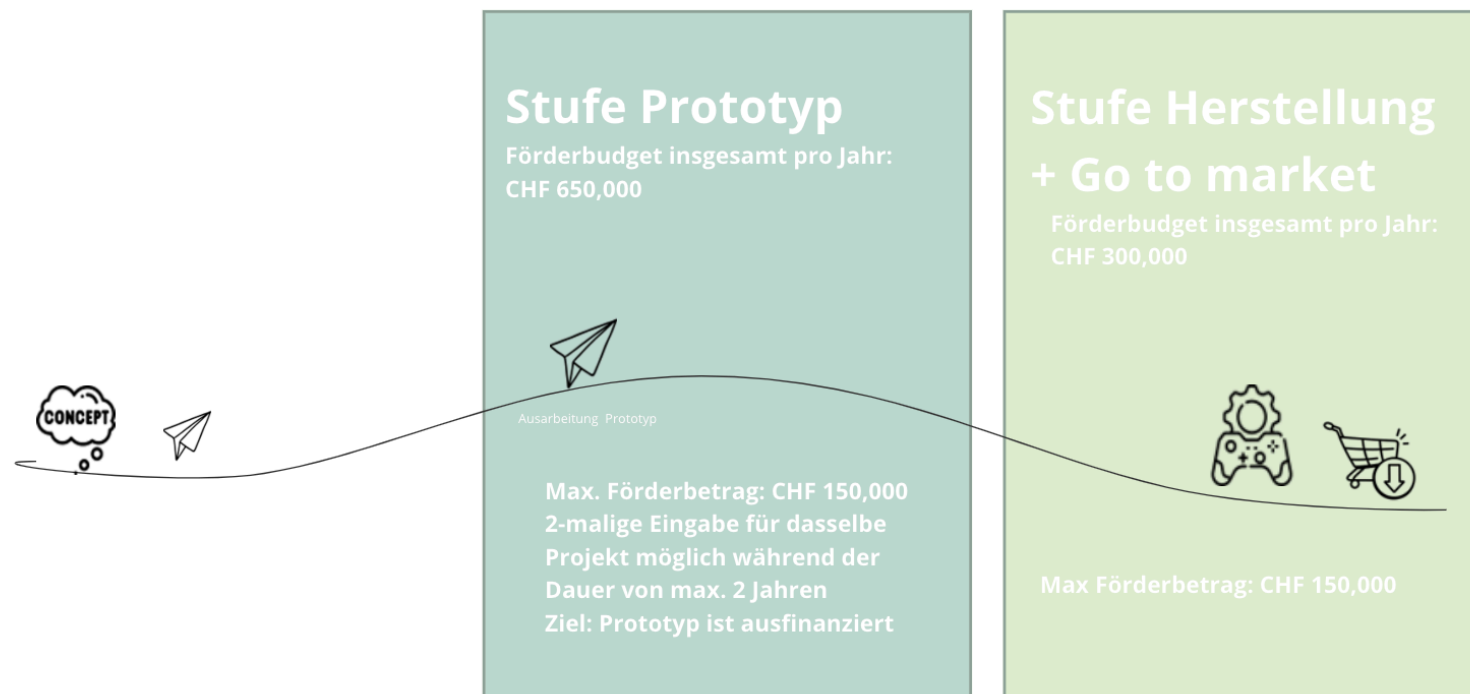 Stufe Prototyp
Förderbudget insgesamt pro Jahr:
CHF 650,000
CONCEPT
Ausarbeitung Prototyp
Max. Förderbetrag: CHF 150,000
2-malige Eingabe für dasselbe
Projekt möglich während der
Dauer von max. 2 Jahren
Ziel: Prototyp ist ausfinanziert
Stufe Herstellung
+ Go to market
Förderbudget insgesamt pro Jahr:
CHF 300,000
Max Förderbetrag: CHF 150,000